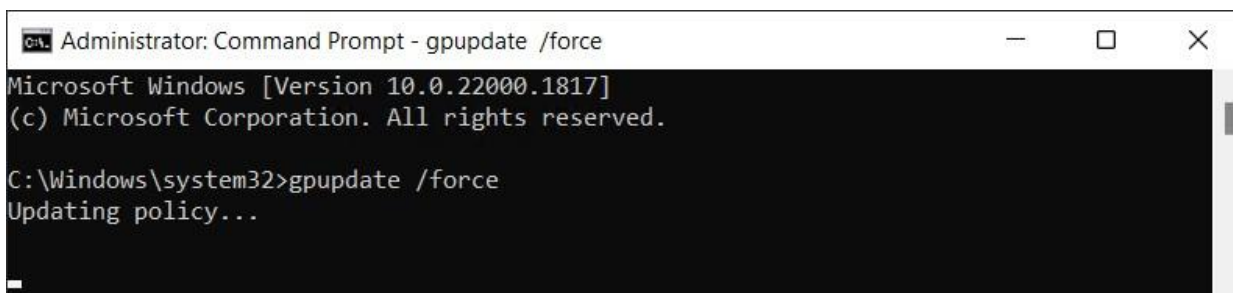 Administrator: Command Prompt - gpupdate /force
Microsoft Windows [Version 10.0.22000.1817]
(c) Microsoft Corporation. All rights reserved.
C:\Windows\system32>gpupdate /force
Updating policy...